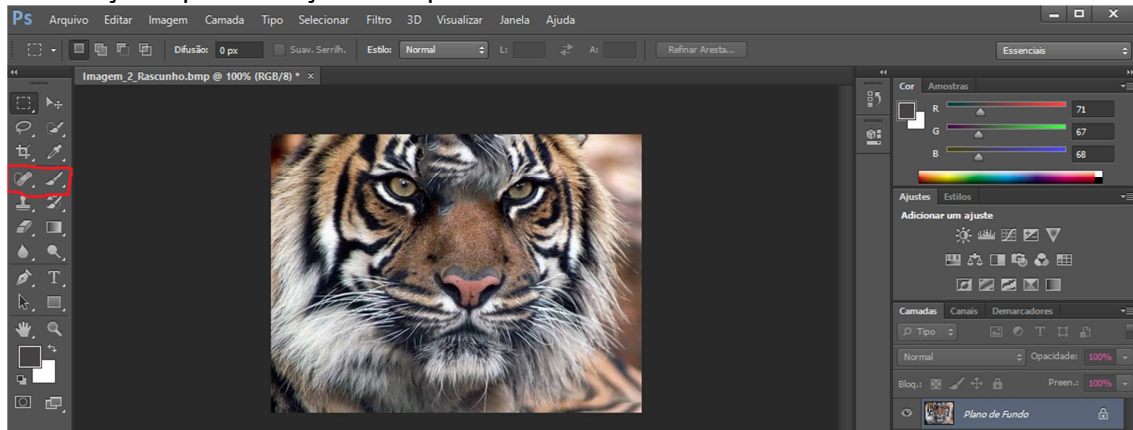 Ps Arquivo Editar Imagem Camada Tipo Selecionar Filtro 3D Visualizar Janela Ajuda
Difusão: 0 px Suav. Serrilh. Estilo: Normal L: A: Refinar Aresta... Essenciais
Imagem_2_Rascunho.bmp @ 100% (RGB/8) * ×
Cor Amostras
R 71
G 67
B 68
Ajustes Estilos
Adicionar um ajuste
Camadas Canais Demarcadores
Tipo
Normal Opacidade: 100%
Bloq.: Preen.: 100%
Plano de Fundo